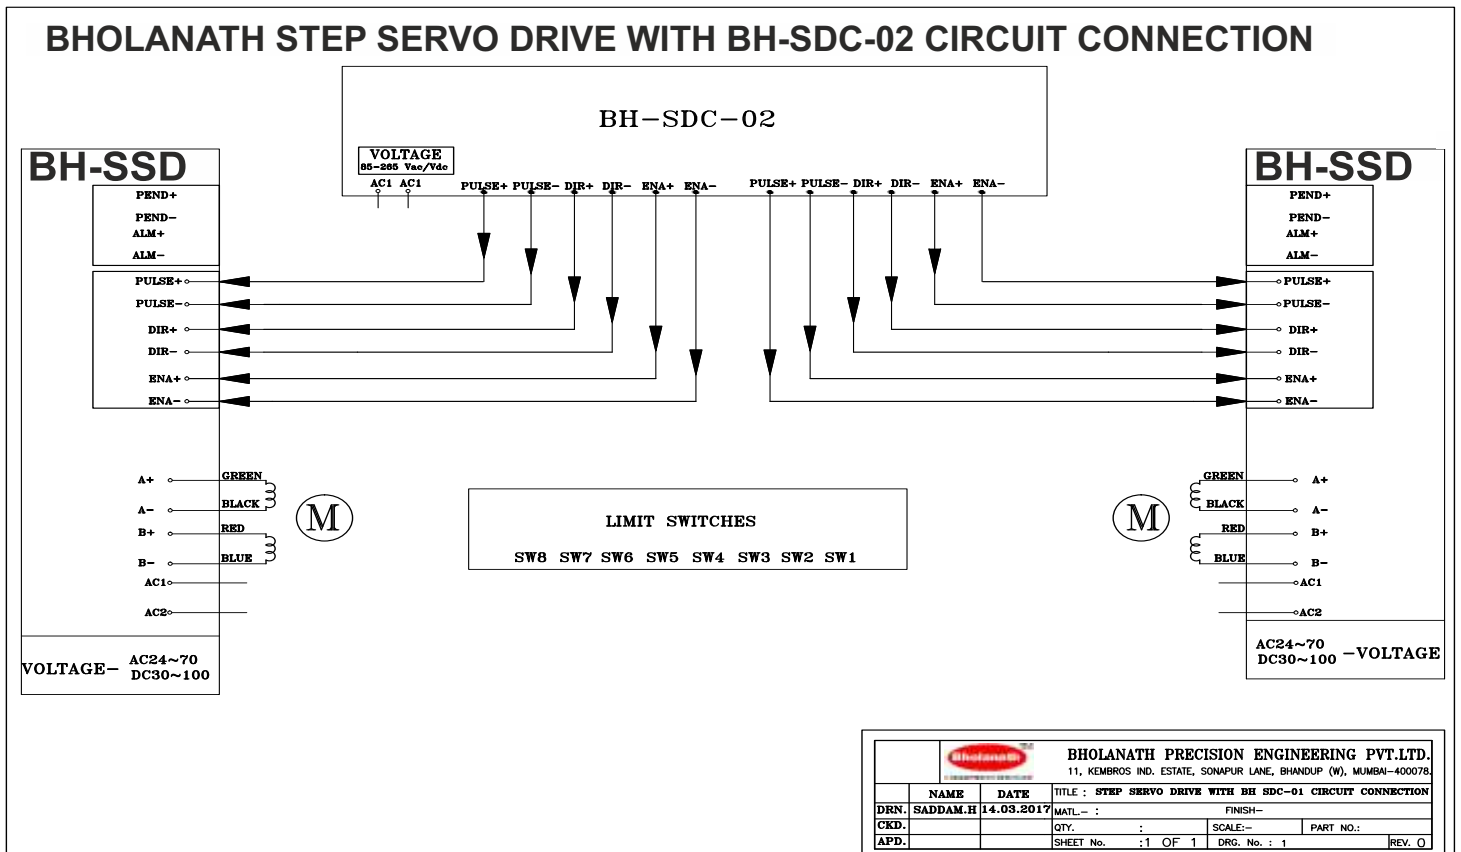 BHOLANATH STEP SERVO DRIVE WITH BH-SDC-02 CIRCUIT CONNECTION
BH-SDC-02
VOLTAGE
85-265 Vac/Vdc
AC1 AC1
PULSE+ PULSE- DIR+ DIR- ENA+ ENA-
PULSE+ PULSE- DIR+ DIR- ENA+ ENA-
BH-SSD
PEND+
PEND-
ALM+
ALM-
PULSE+
PULSE-
DIR+
DIR-
ENA+
ENA-
GREEN
A+
BLACK
A-
RED
B+
BLUE
B-
AC1
AC2
M
VOLTAGE- AC24~70
DC30~100
LIMIT SWITCHES
SW8 SW7 SW6 SW5 SW4 SW3 SW2 SW1
BH-SSD
PEND+
PEND-
ALM+
ALM-
PULSE+
PULSE-
DIR+
DIR-
ENA+
ENA-
M
GREEN
A+
BLACK
A-
RED
B+
BLUE
B-
AC1
AC2
AC24~70
DC30~100 -VOLTAGE
Bholanath
BHOLANATH PRECISION ENGINEERING PVT.LTD.
11, KEMBROS IND. ESTATE, SONAPUR LANE, BHANDUP (W), MUMBAI-400078.
NAME DATE TITLE : STEP SERVO DRIVE WITH BH SDC-01 CIRCUIT CONNECTION
DRN. SADDAM.H 14.03.2017 MATL.- : FINISH-
CKD. QTY. : SCALE:- PART NO.:
APD. SHEET No. :1 OF 1 DRG. No. : 1 REV. 0